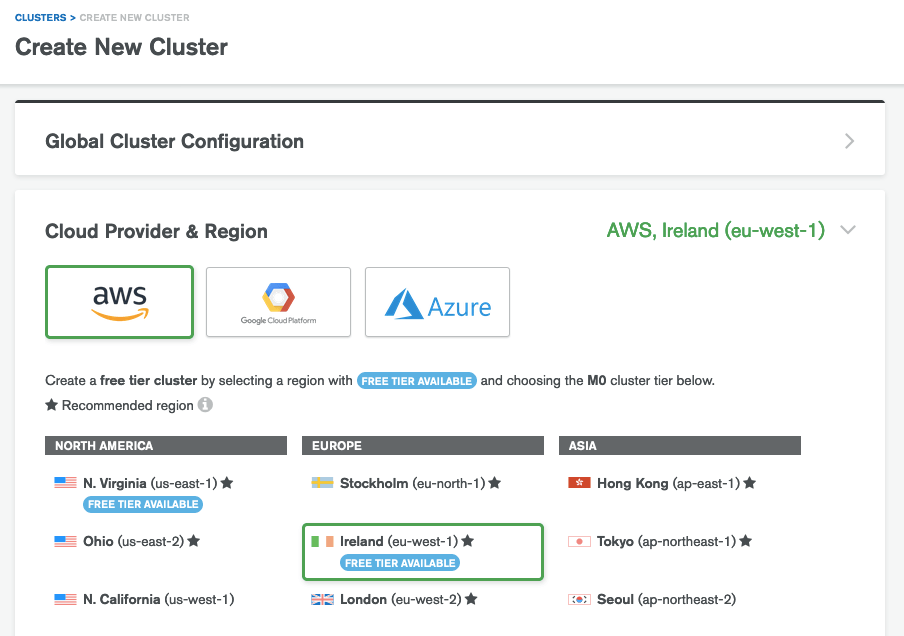 CLUSTERS > CREATE NEW CLUSTER
Create New Cluster
Global Cluster Configuration
Cloud Provider & Region
AWS, Ireland (eu-west-1)
aws
Google Cloud Platform
Azure
Create a free tier cluster by selecting a region with FREE TIER AVAILABLE and choosing the M0 cluster tier below.
★ Recommended region
NORTH AMERICA
N. Virginia (us-east-1) ★
FREE TIER AVAILABLE
Ohio (us-east-2) ★
N. California (us-west-1)
EUROPE
Stockholm (eu-north-1) ★
Ireland (eu-west-1) ★
FREE TIER AVAILABLE
London (eu-west-2) ★
ASIA
Hong Kong (ap-east-1) ★
Tokyo (ap-northeast-1) ★
Seoul (ap-northeast-2)